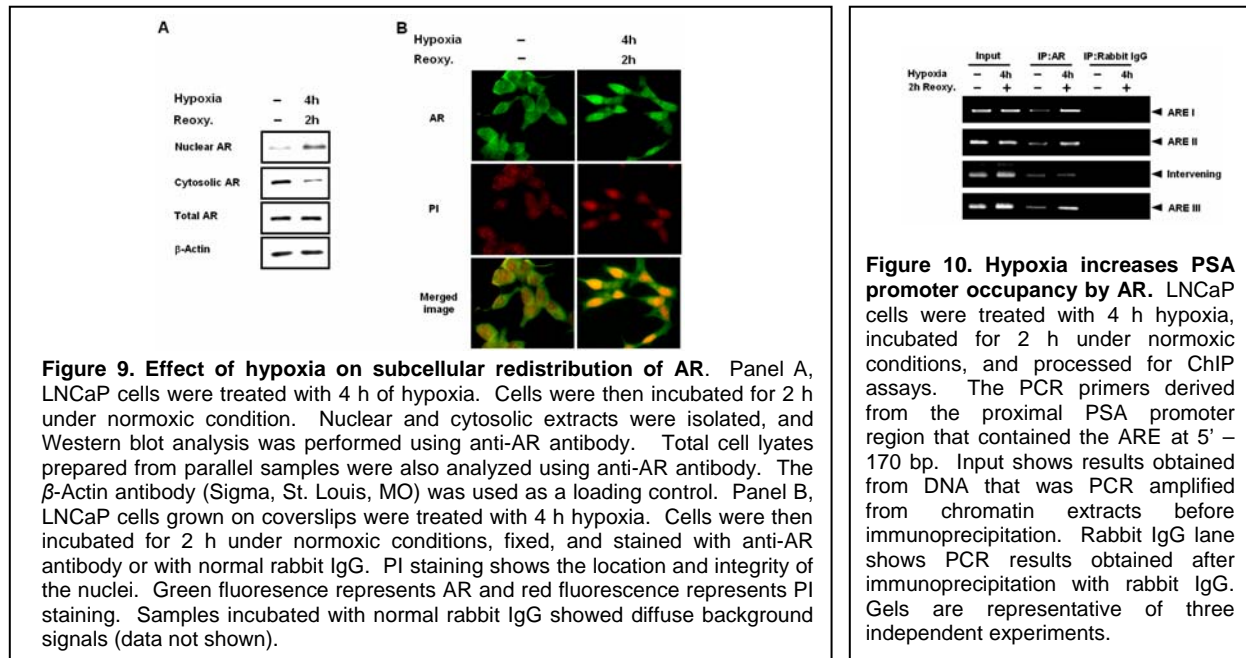 A
Hypoxia – 4h
Reoxy. – 2h
Nuclear AR
Cytosolic AR
Total AR
β-Actin
B
Hypoxia – 4h
Reoxy. – 2h
AR
PI
Merged
image
Figure 9. Effect of hypoxia on subcellular redistribution of AR. Panel A,
LNCaP cells were treated with 4 h of hypoxia. Cells were then incubated for 2 h
under normoxic condition. Nuclear and cytosolic extracts were isolated, and
Western blot analysis was performed using anti-AR antibody. Total cell lyates
prepared from parallel samples were also analyzed using anti-AR antibody. The
β-Actin antibody (Sigma, St. Louis, MO) was used as a loading control. Panel B,
LNCaP cells grown on coverslips were treated with 4 h hypoxia. Cells were then
incubated for 2 h under normoxic conditions, fixed, and stained with anti-AR
antibody or with normal rabbit IgG. PI staining shows the location and integrity of
the nuclei. Green fluoresence represents AR and red fluorescence represents PI
staining. Samples incubated with normal rabbit IgG showed diffuse background
signals (data not shown).
Input IP:AR IP:Rabbit IgG
Hypoxia – 4h – 4h – 4h
2h Reoxy. – + – + – +
ARE I
ARE II
Intervening
ARE III
Figure 10. Hypoxia increases PSA
promoter occupancy by AR. LNCaP
cells were treated with 4 h hypoxia,
incubated for 2 h under normoxic
conditions, and processed for ChIP
assays. The PCR primers derived
from the proximal PSA promoter
region that contained the ARE at 5’ –
170 bp. Input shows results obtained
from DNA that was PCR amplified
from chromatin extracts before
immunoprecipitation. Rabbit IgG lane
shows PCR results obtained after
immunoprecipitation with rabbit IgG.
Gels are representative of three
independent experiments.